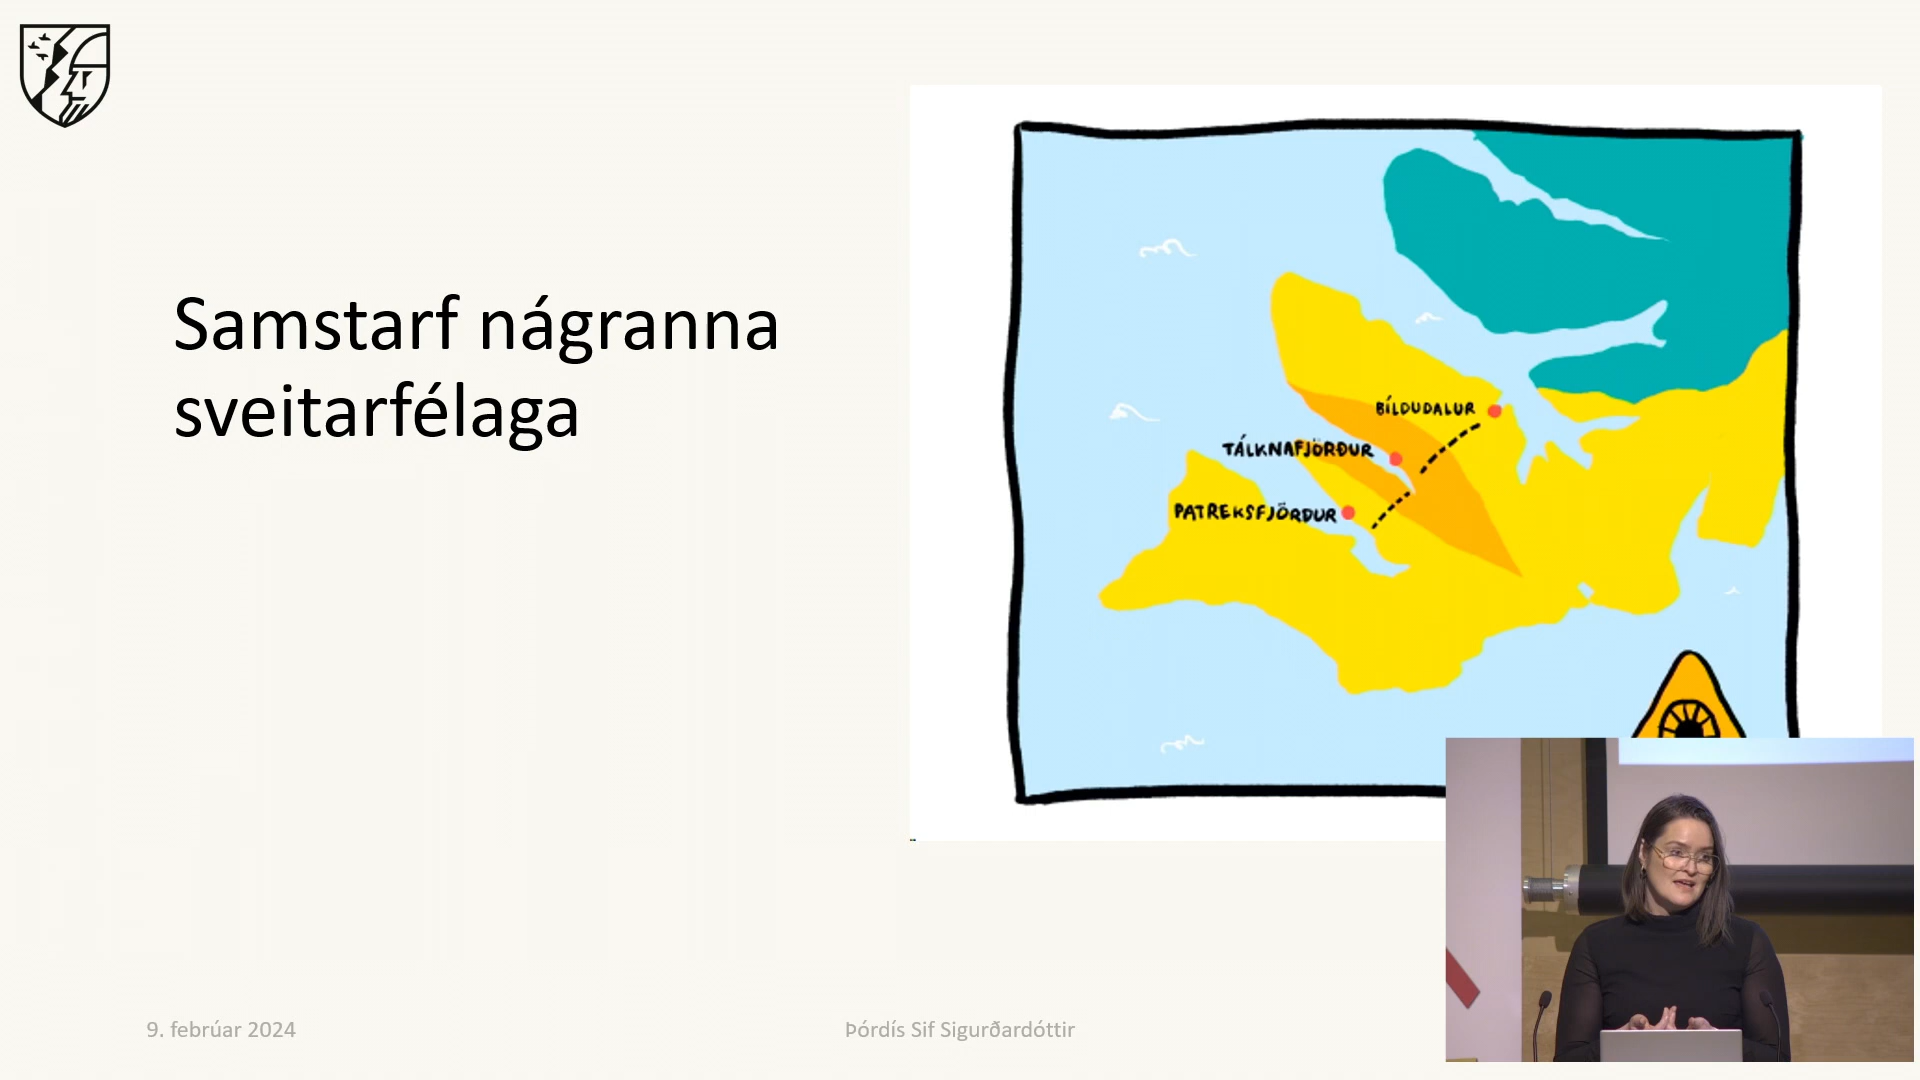 Samstarf nágranna
sveitarfélaga
BÍLDUDALUR
TÁLKNAFJÖRÐUR
PATREKSFJÖRÐUR
9. febrúar 2024
Þórdís Sif Sigurðardóttir